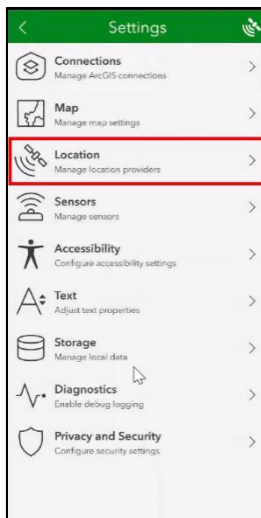 Settings
Connections
Manage ArcGIS connections
Map
Manage map settings
Location
Manage location providers
Sensors
Manage sensors
Accessibility
Configure accessibility settings
Text
Adjust text properties
Storage
Manage local data
Diagnostics
Enable debug logging
Privacy and Security
Configure security settings